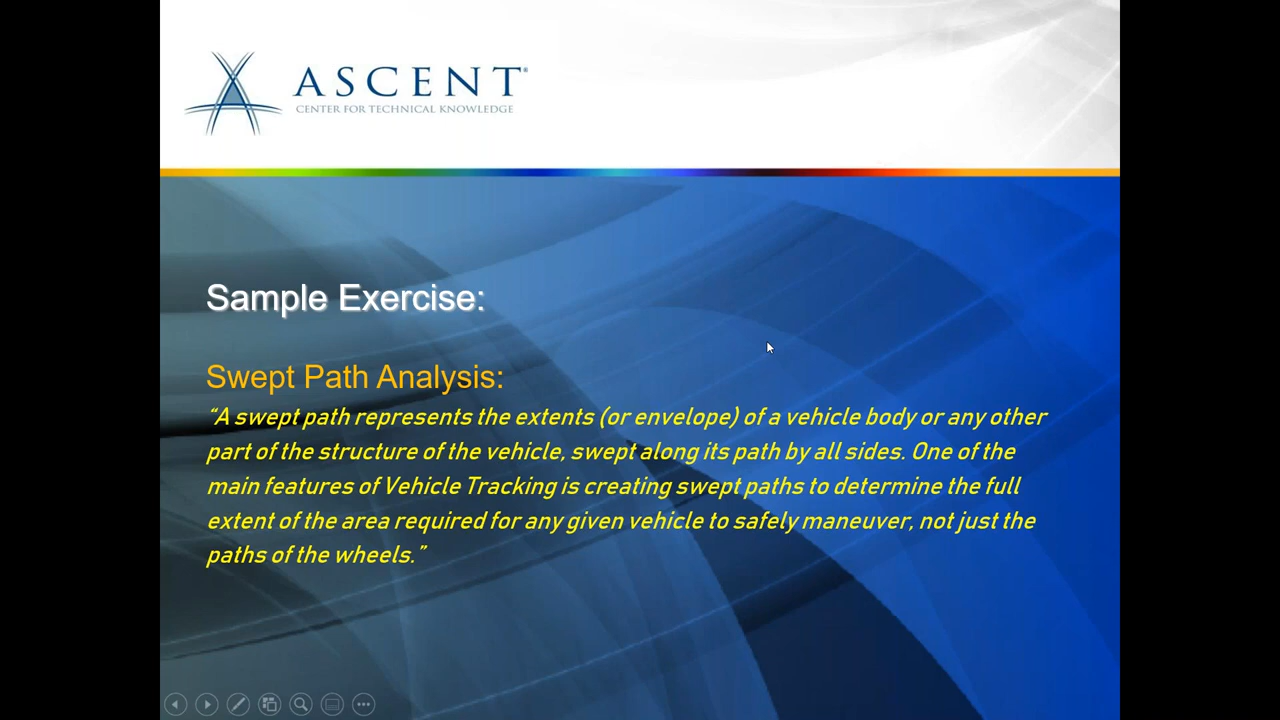 ASCENT®
CENTER FOR TECHNICAL KNOWLEDGE
Sample Exercise:
Swept Path Analysis:
“A swept path represents the extents (or envelope) of a vehicle body or any other
part of the structure of the vehicle, swept along its path by all sides. One of the
main features of Vehicle Tracking is creating swept paths to determine the full
extent of the area required for any given vehicle to safely maneuver, not just the
paths of the wheels.”